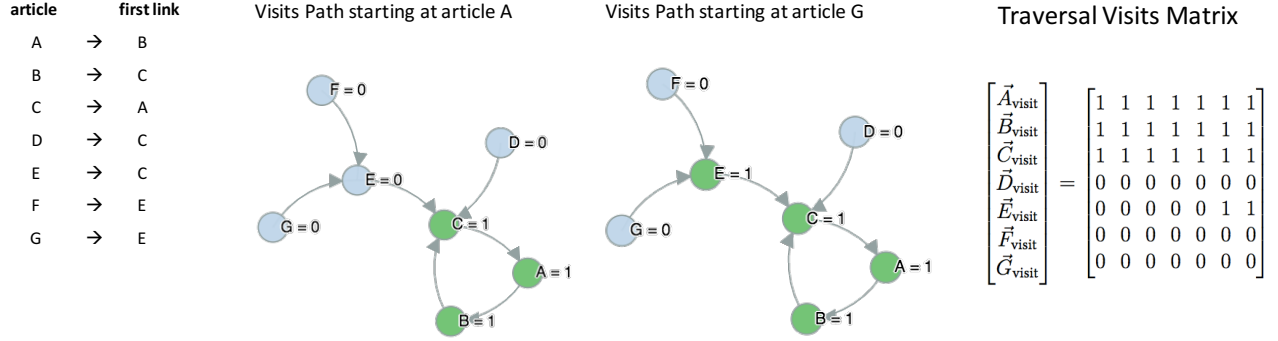 article first link
A → B
B → C
C → A
D → C
E → C
F → E
G → E
Visits Path starting at article A
F = 0
D = 0
E = 0
G = 0
C = 1
A = 1
B = 1
Visits Path starting at article G
F = 0
D = 0
E = 1
G = 0
C = 1
A = 1
B = 1
Traversal Visits Matrix
A⃗visit 1 1 1 1 1 1 1
B⃗visit 1 1 1 1 1 1 1
C⃗visit 1 1 1 1 1 1 1
D⃗visit = 0 0 0 0 0 0 0
E⃗visit 0 0 0 0 0 1 1
F⃗visit 0 0 0 0 0 0 0
G⃗visit 0 0 0 0 0 0 0